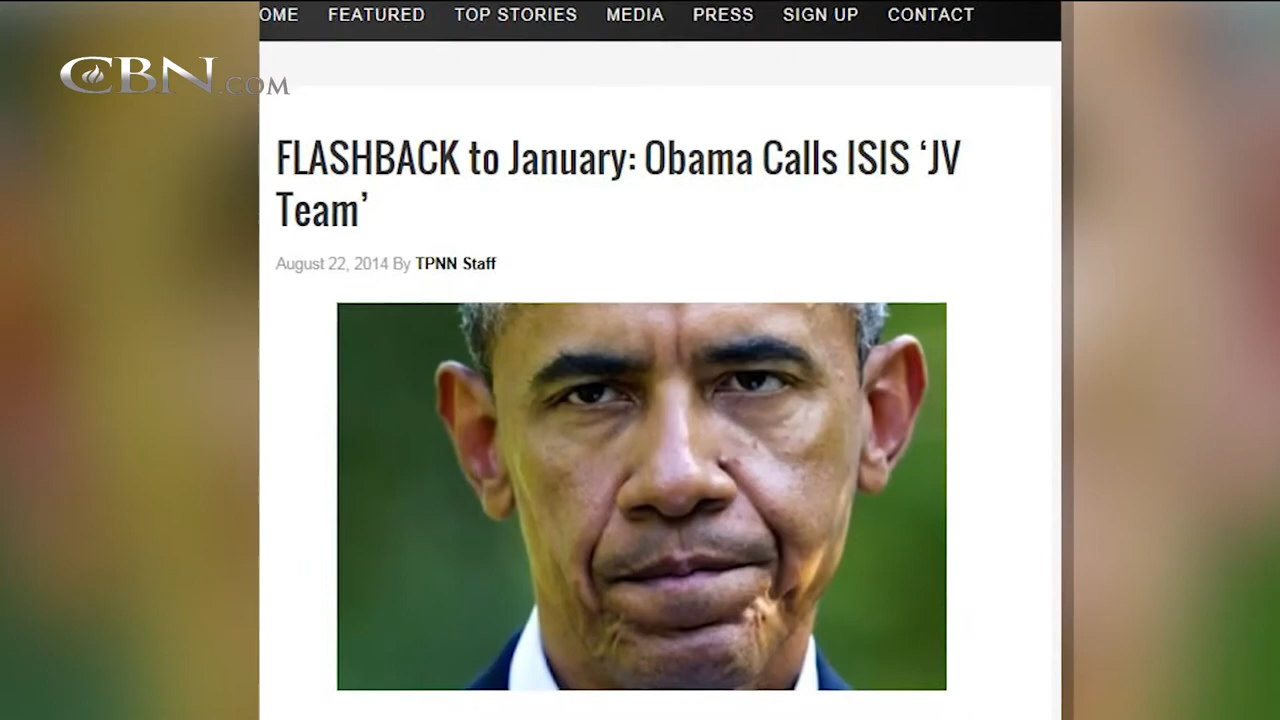 OME FEATURED TOP STORIES MEDIA PRESS SIGN UP CONTACT
CBN.COM
FLASHBACK to January: Obama Calls ISIS ‘JV
Team’
August 22, 2014 By TPNN Staff